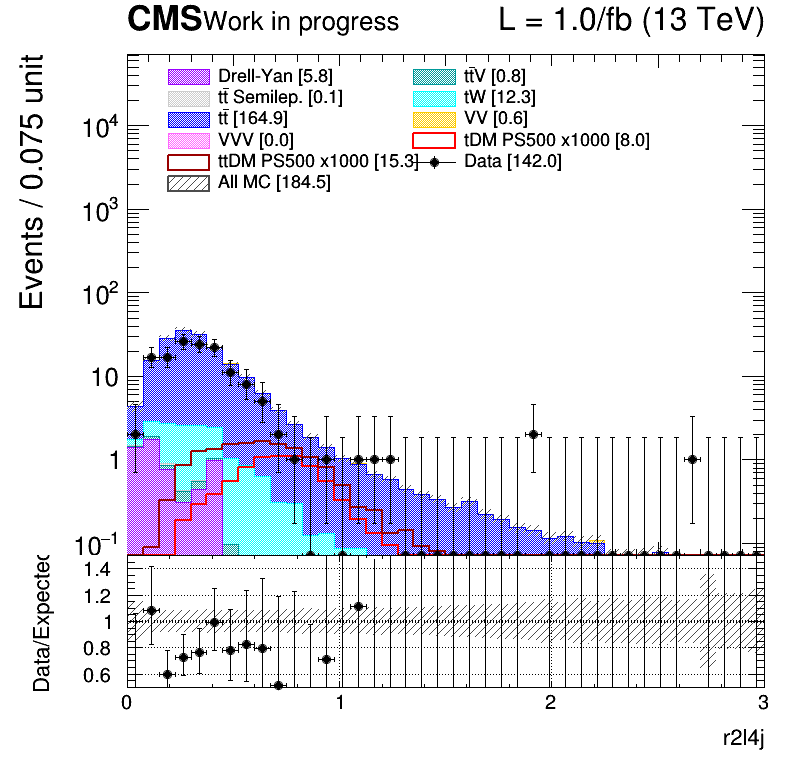 CMS Work in progress L = 1.0/fb (13 TeV)
Drell-Yan [5.8] tt̄V [0.8]
tt̄ Semilep. [0.1] tW [12.3]
tt̄ [164.9] VV [0.6]
VVV [0.0] tDM PS500 x1000 [8.0]
ttDM PS500 x1000 [15.3] Data [142.0]
All MC [184.5]
Events / 0.075 unit
10⁴
10³
10²
10
1
10⁻¹
Data/Expected
1.4
1.2
1
0.8
0.6
0 1 2 3
r2l4j